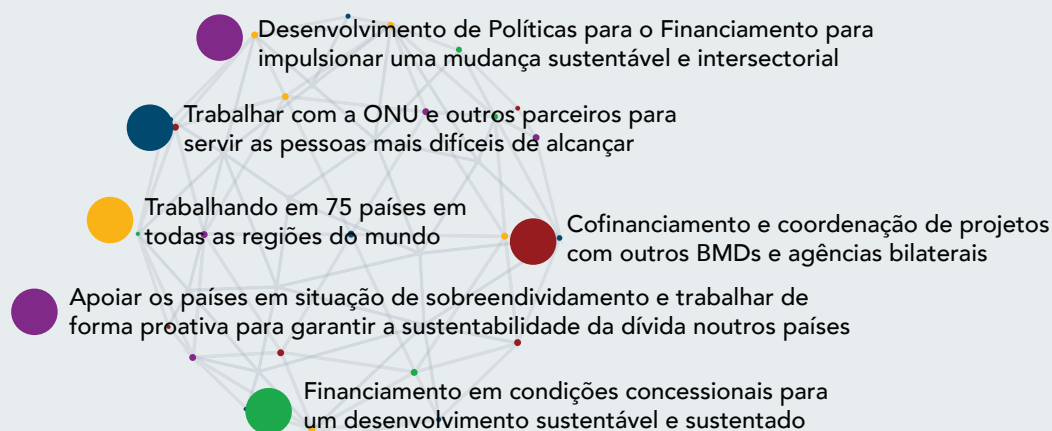 Desenvolvimento de Políticas para o Financiamento para
impulsionar uma mudança sustentável e intersectorial
Trabalhar com a ONU e outros parceiros para
servir as pessoas mais difíceis de alcançar
Trabalhando em 75 países em
todas as regiões do mundo
Cofinanciamento e coordenação de projetos
com outros BMDs e agências bilaterais
Apoiar os países em situação de sobreendividamento e trabalhar de
forma proativa para garantir a sustentabilidade da dívida noutros países
Financiamento em condições concessionais para
um desenvolvimento sustentável e sustentado